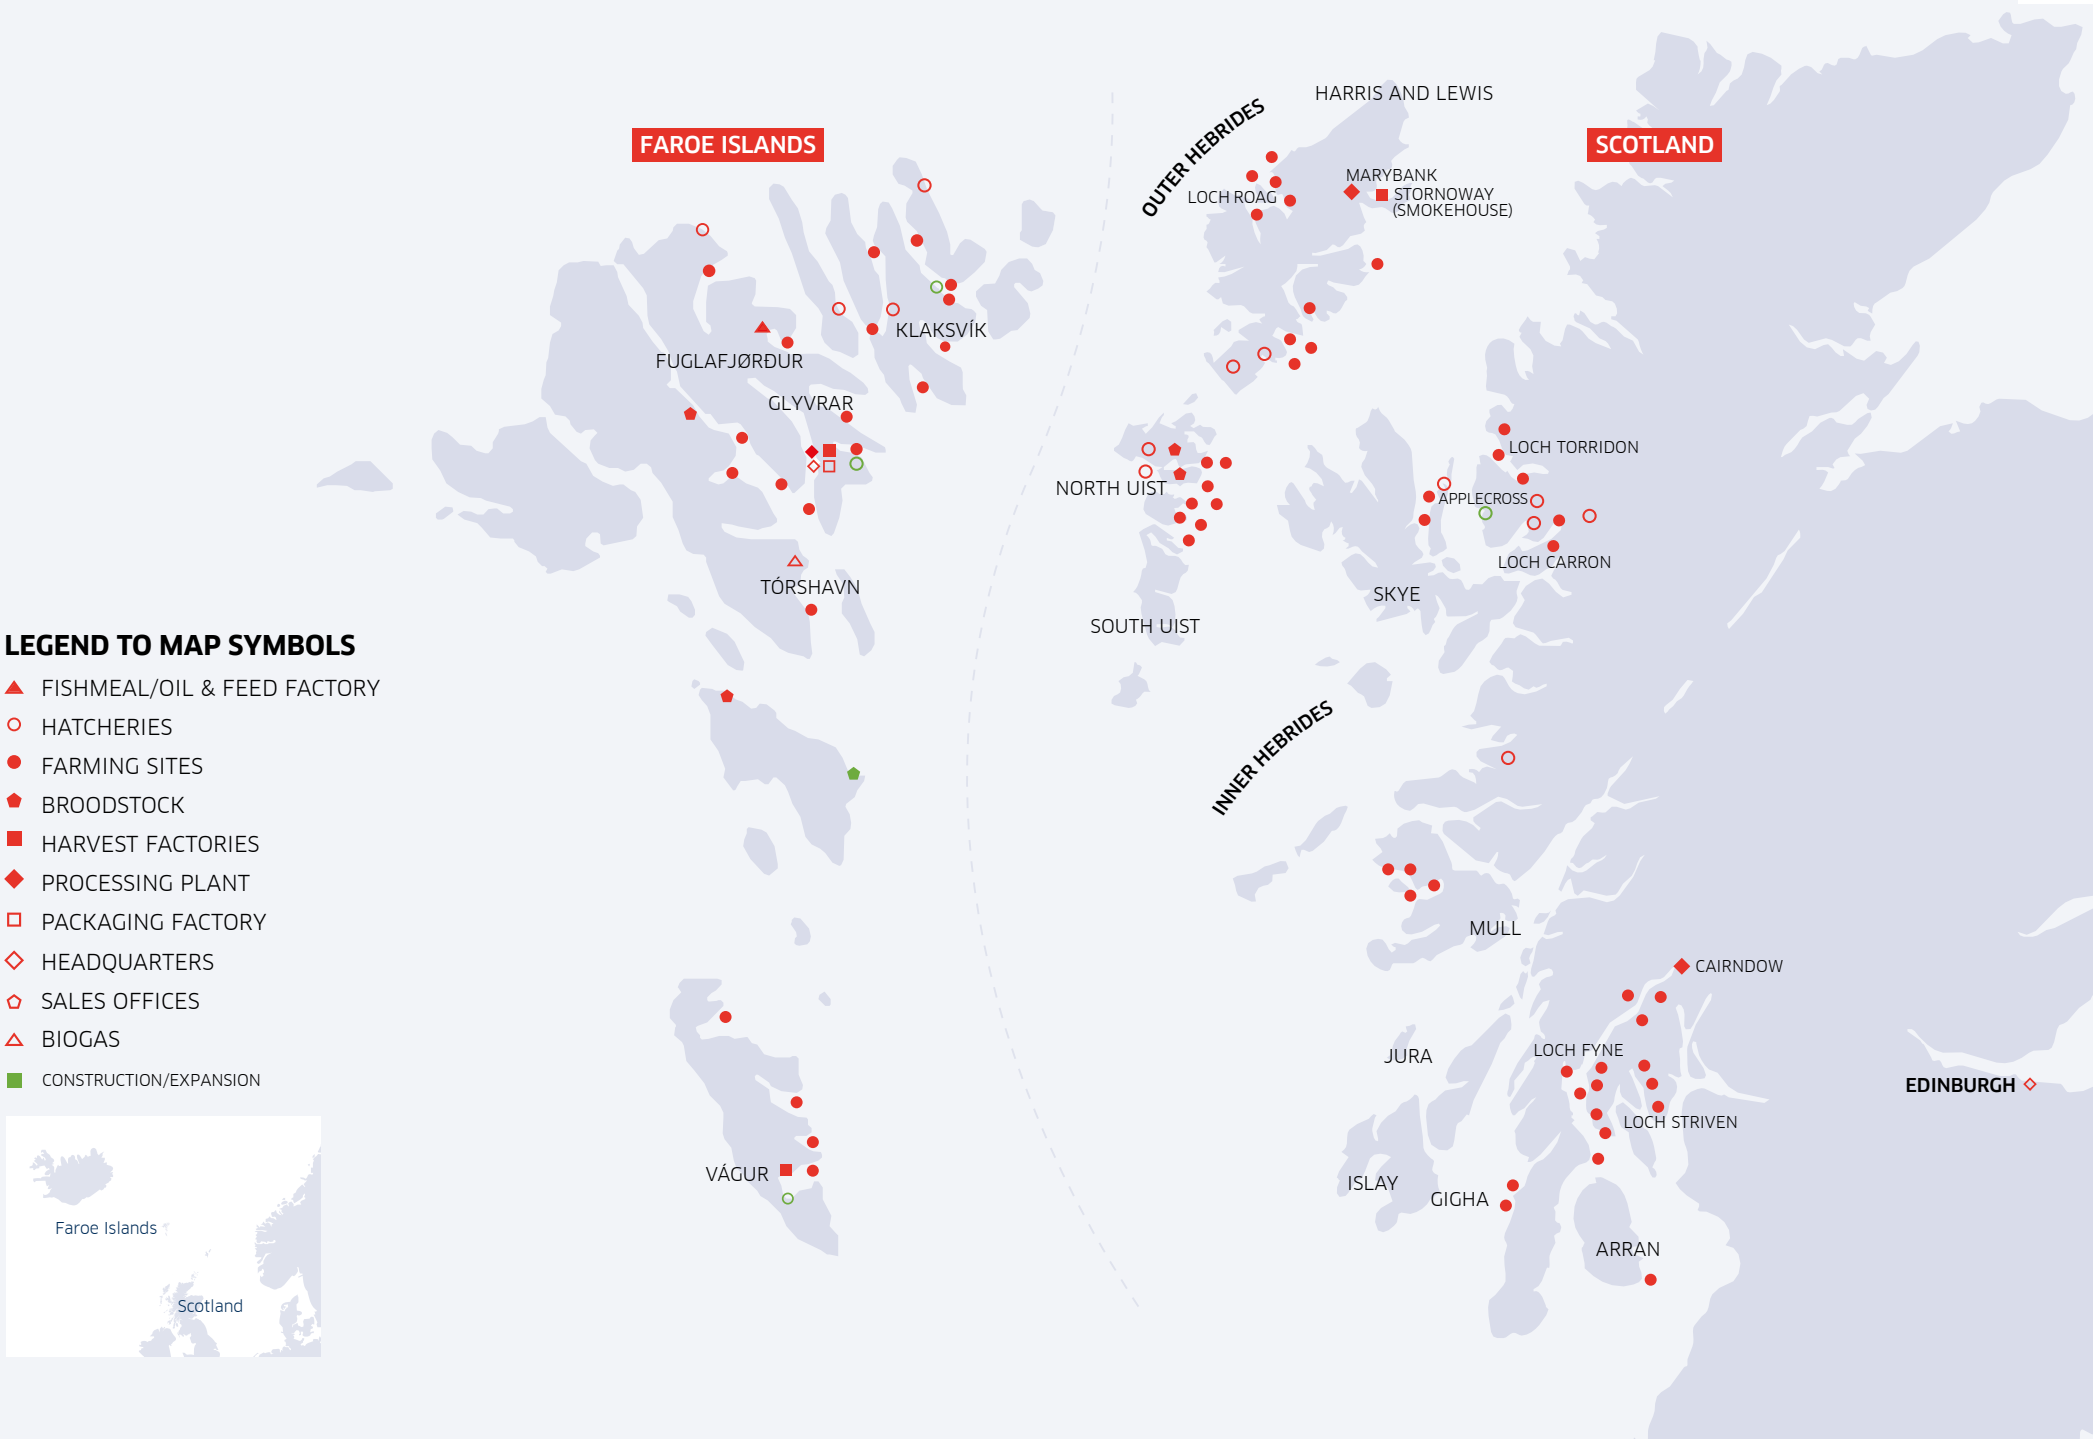 HARRIS AND LEWIS
OUTER HEBRIDES
FAROE ISLANDS
SCOTLAND
MARYBANK
LOCH ROAG
STORNOWAY
(SMOKEHOUSE)
KLAKSVÍK
FUGLAFJØRÐUR
GLYVRAR
LOCH TORRIDON
NORTH UIST
APPLECROSS
LOCH CARRON
TÓRSHAVN
SKYE
SOUTH UIST
LEGEND TO MAP SYMBOLS
FISHMEAL/OIL & FEED FACTORY
HATCHERIES
FARMING SITES
BROODSTOCK
HARVEST FACTORIES
PROCESSING PLANT
PACKAGING FACTORY
HEADQUARTERS
SALES OFFICES
BIOGAS
CONSTRUCTION/EXPANSION
INNER HEBRIDES
MULL
CAIRNDOW
JURA
LOCH FYNE
EDINBURGH
LOCH STRIVEN
VÁGUR
ISLAY
GIGHA
ARRAN
Faroe Islands
Scotland